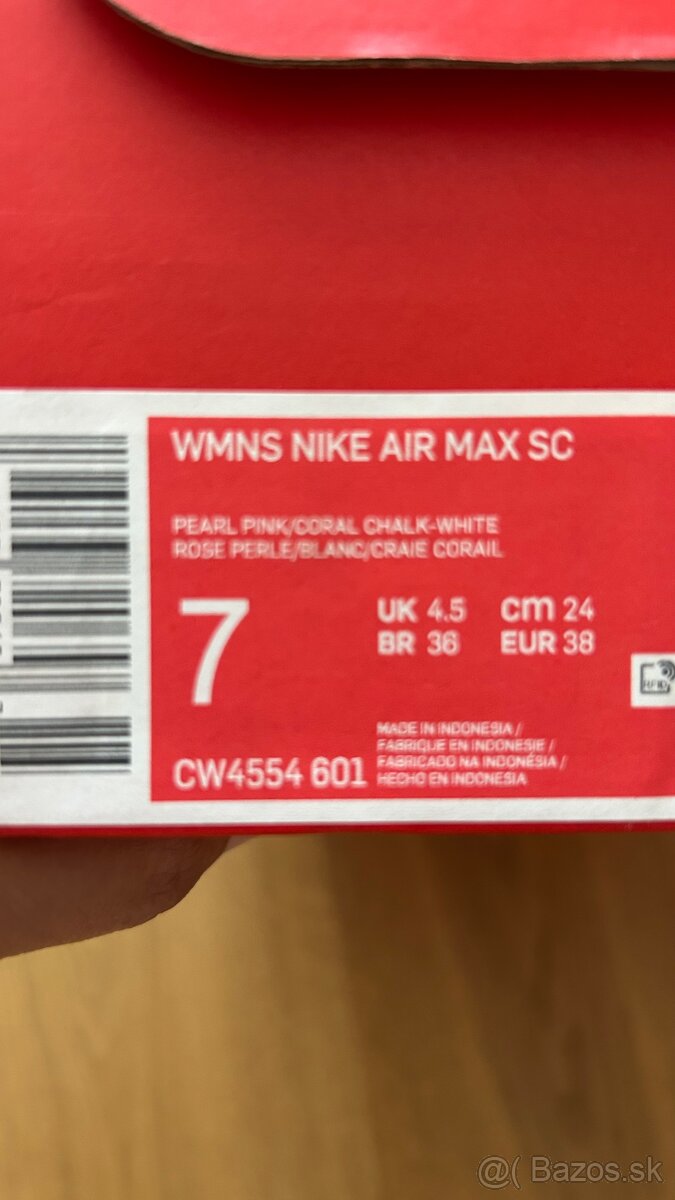 WMNS NIKE AIR MAX SC
PEARL PINK/CORAL CHALK-WHITE
ROSE PERLE/BLANC/CRAIE CORAIL
7
UK 4.5 cm 24
BR 36 EUR 38
CW4554 601
MADE IN INDONESIA /
FABRIQUE EN INDONESIE /
FABRICADO NA INDONÉSIA /
HECHO EN INDONESIA
RFID
@( Bazos.sk